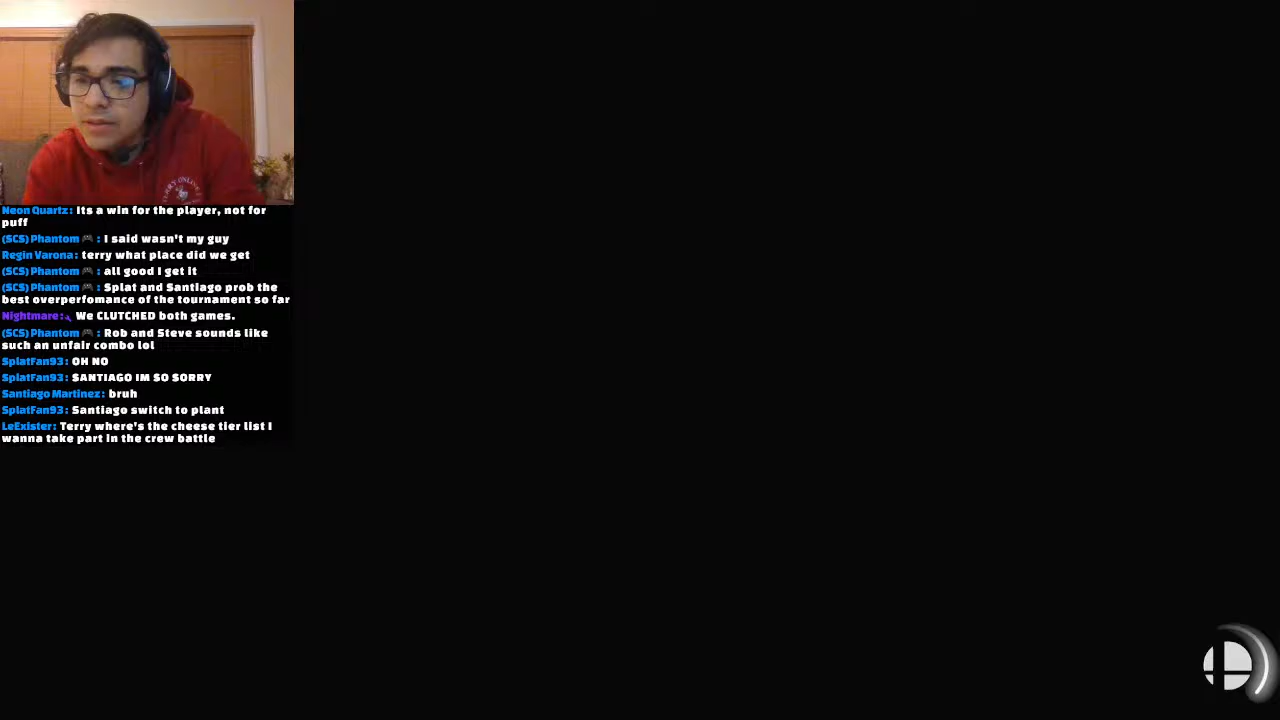 Neon Quartz: Its a win for the player, not for
puff
(SCS) Phantom 🎮 : I said wasn't my guy
Regin Varona: terry what place did we get
(SCS) Phantom 🎮 : all good I get it
(SCS) Phantom 🎮 : Splat and Santiago prob the
best overperfomance of the tournament so far
Nightmare: We CLUTCHED both games.
(SCS) Phantom 🎮 : Rob and Steve sounds like
such an unfair combo lol
SplatFan93: OH NO
SplatFan93: SANTIAGO IM SO SORRY
Santiago Martinez: bruh
SplatFan93: Santiago switch to plant
LeExister: Terry where's the cheese tier list I
wanna take part in the crew battle